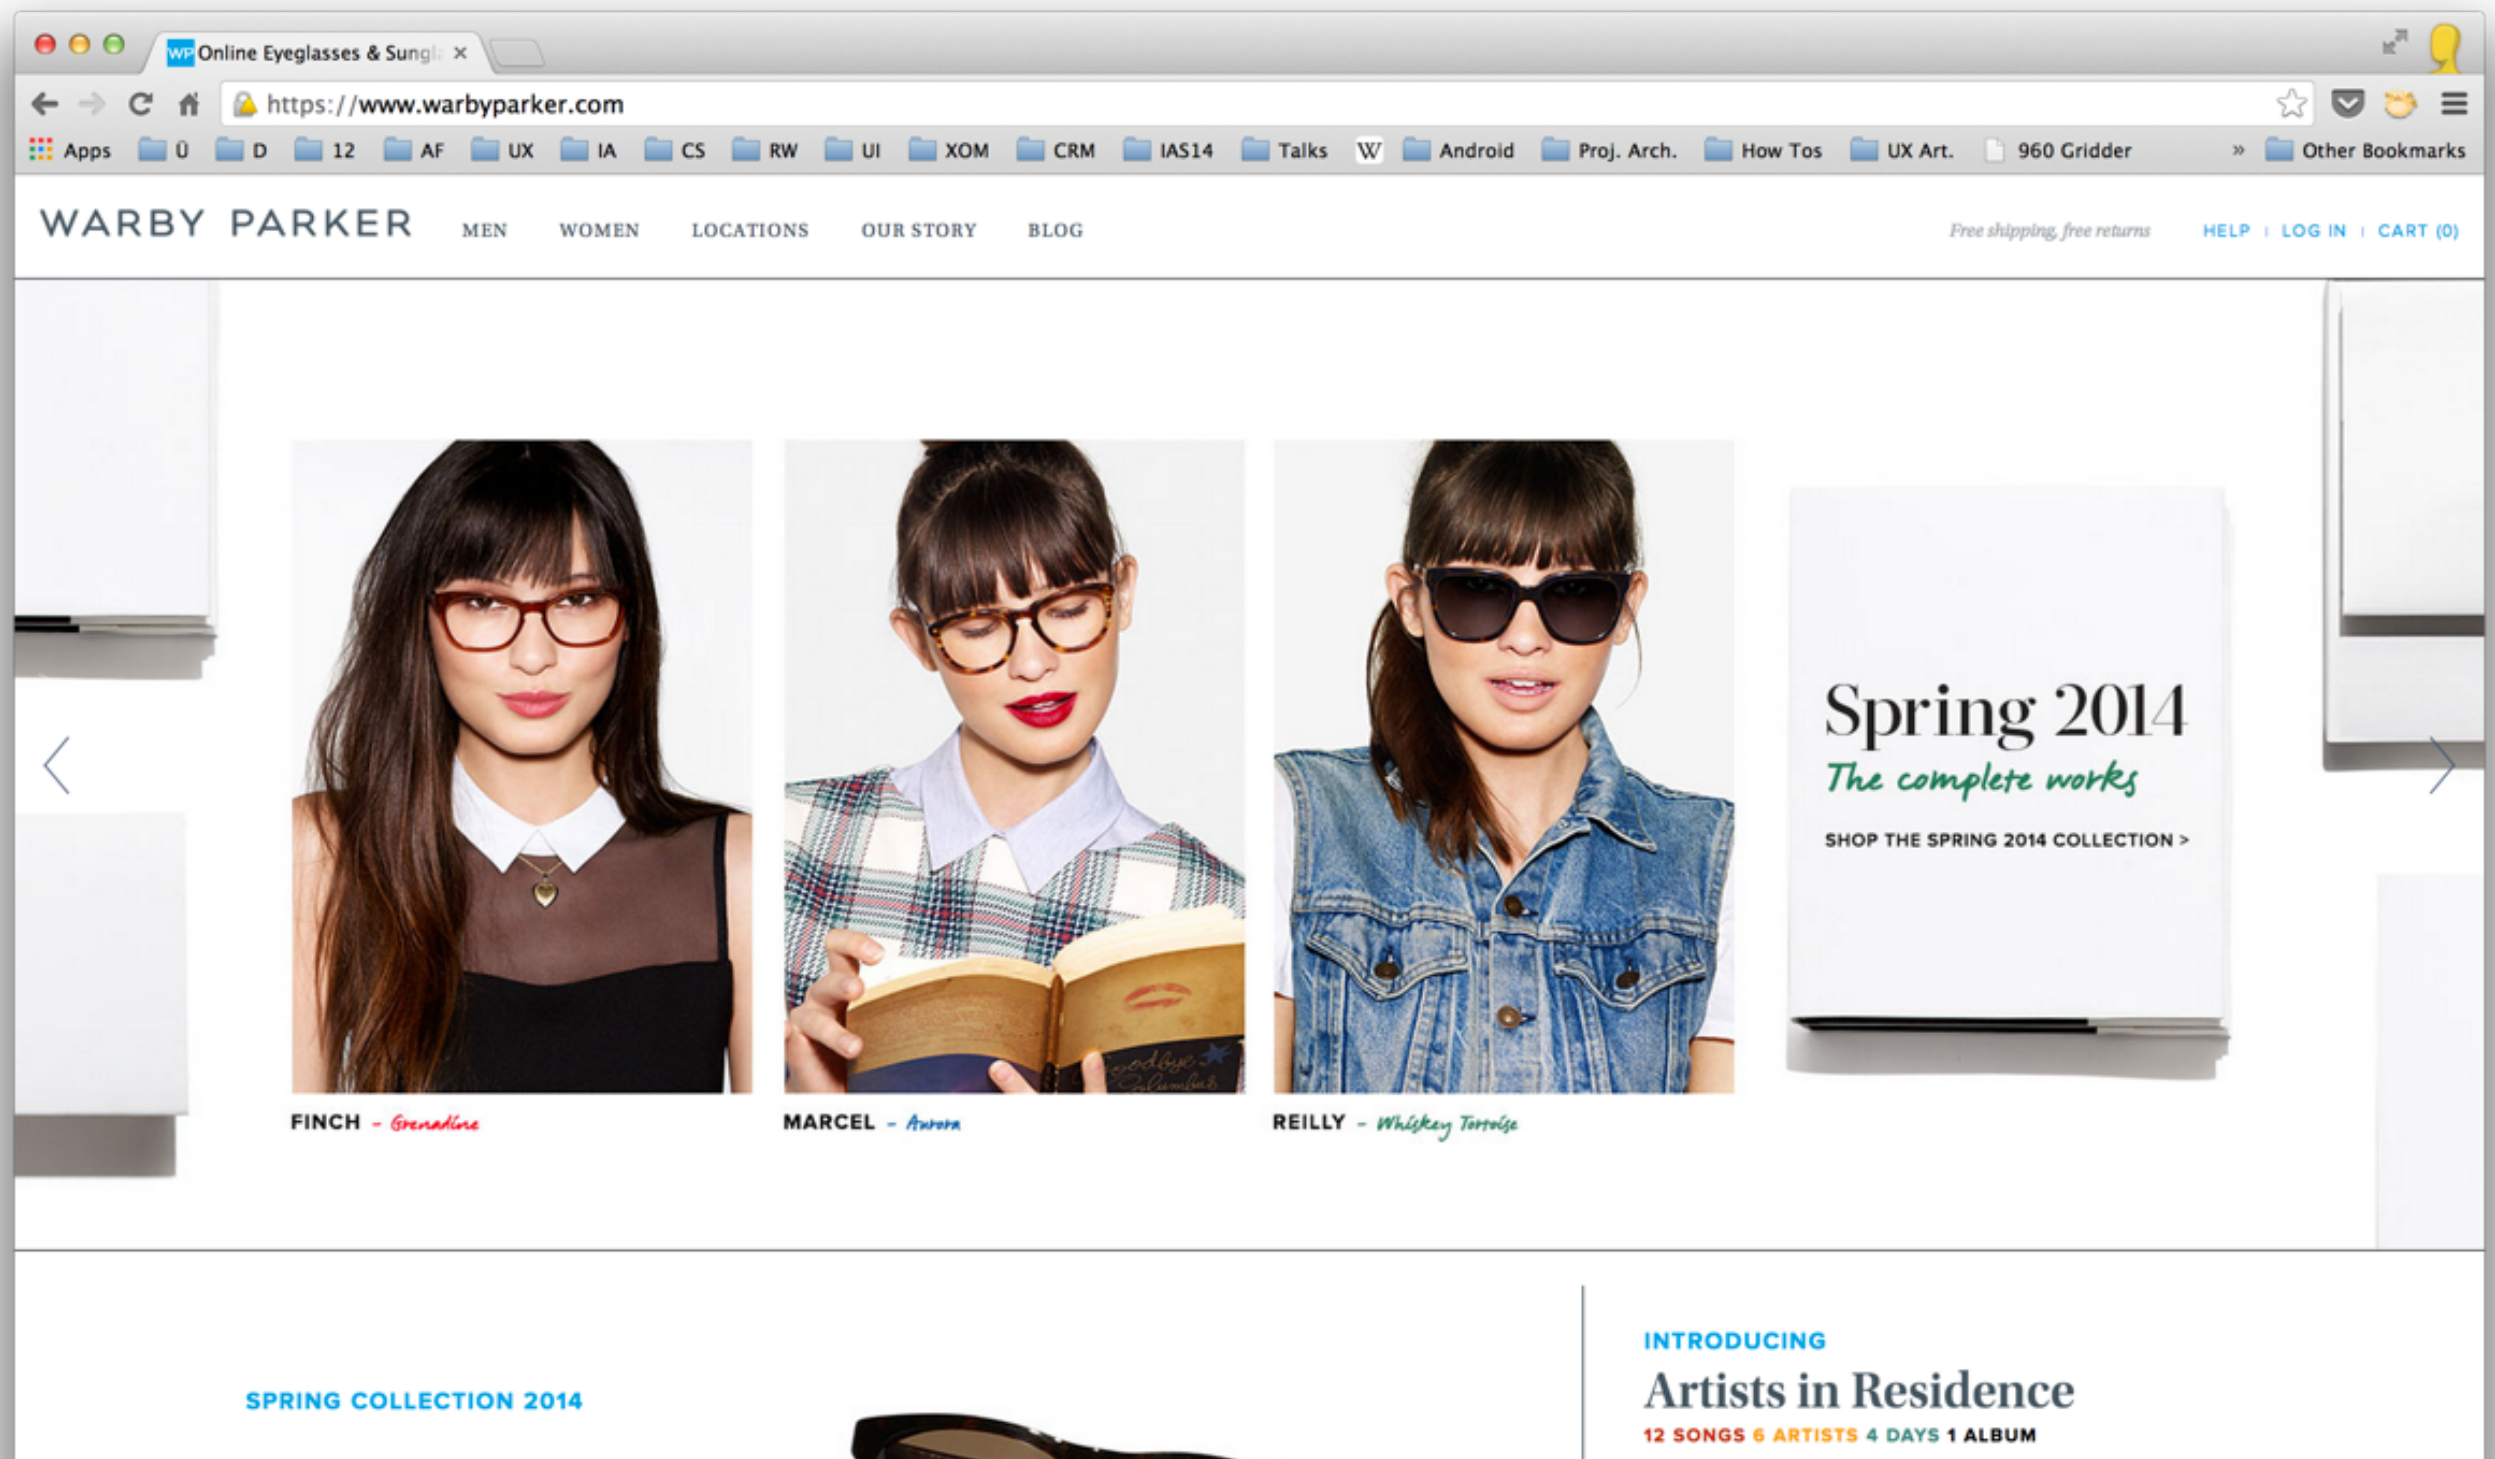 WP Online Eyeglasses & Sungl
https://www.warbyparker.com
Apps Ü D 12 AF UX IA CS RW UI XOM CRM IAS14 Talks W Android Proj. Arch. How Tos UX Art. 960 Gridder » Other Bookmarks
WARBY PARKER MEN WOMEN LOCATIONS OUR STORY BLOG Free shipping, free returns HELP | LOG IN | CART (0)
Spring 2014
The complete works
SHOP THE SPRING 2014 COLLECTION >
Goodbye
Columbus
FINCH – Grenadine
MARCEL – Aurora
REILLY – Whiskey Tortoise
SPRING COLLECTION 2014
INTRODUCING
Artists in Residence
12 SONGS 6 ARTISTS 4 DAYS 1 ALBUM